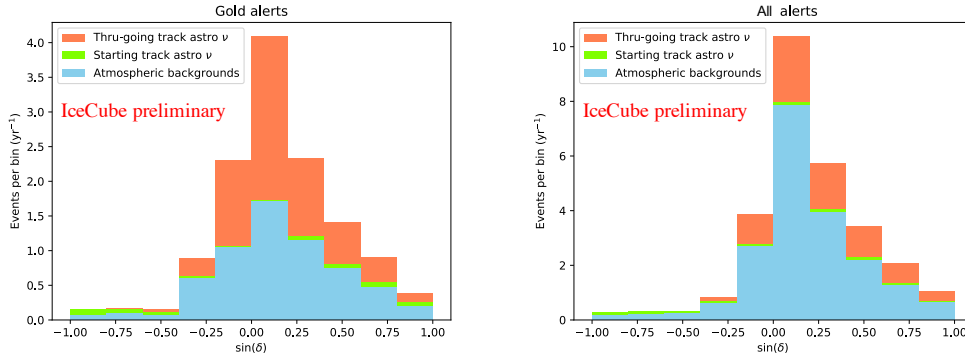 Gold alerts
Thru-going track astro ν
Starting track astro ν
Atmospheric backgrounds
IceCube preliminary
Events per bin (yr⁻¹)
4.0
3.5
3.0
2.5
2.0
1.5
1.0
0.5
0.0
−1.00 −0.75 −0.50 −0.25 0.00 0.25 0.50 0.75 1.00
sin(δ)
All alerts
Thru-going track astro ν
Starting track astro ν
Atmospheric backgrounds
IceCube preliminary
Events per bin (yr⁻¹)
10
8
6
4
2
0
−1.00 −0.75 −0.50 −0.25 0.00 0.25 0.50 0.75 1.00
sin(δ)